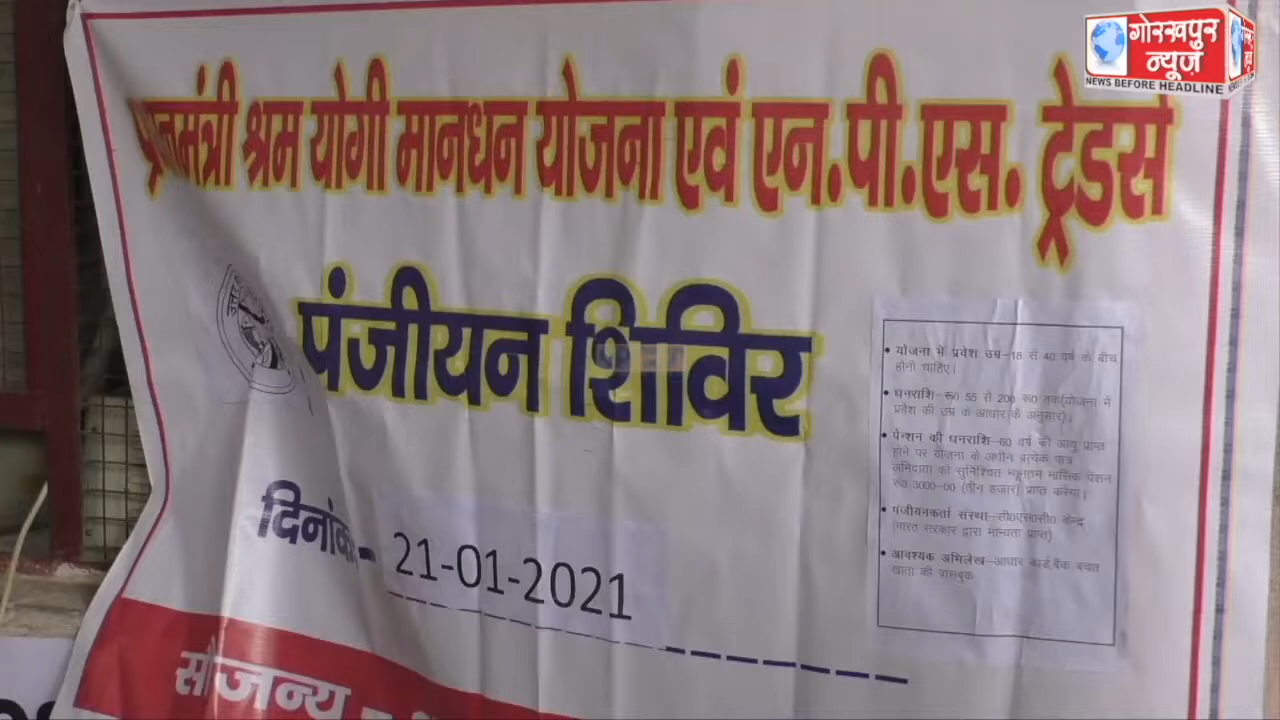 गोरखपुर
न्यूज़
NEWS BEFORE HEADLINE
प्रधानमंत्री श्रम योगी मानधन योजना एवं एन.पी.एस. ट्रेडर्स
पंजीयन शिविर
दिनांक- 21-01-2021
सौजन्य
• योजना में प्रवेश उम्र–18 से 40 वर्ष के बीच
होनी चाहिए।
• धनराशि–रू0 55 से 200 रू0 तक(योजना में
प्रवेश की उम्र के आधार के अनुसार)।
• पेन्शन की धनराशि–60 वर्ष की आयु प्राप्त
होने पर योजना के अधीन प्रत्येक पात्र
अभिदाता को सुनिश्चित न्यूनतम मासिक पेंशन
रू0 3000–00 (तीन हजार) प्राप्त करेगा।
• पंजीयनकर्ता संस्था–सी0एस0सी0 केन्द्र
(भारत सरकार द्वारा मान्यता प्राप्त)
• आवश्यक अभिलेख–आधार कार्ड,बैंक बचत
खाता की पासबुक